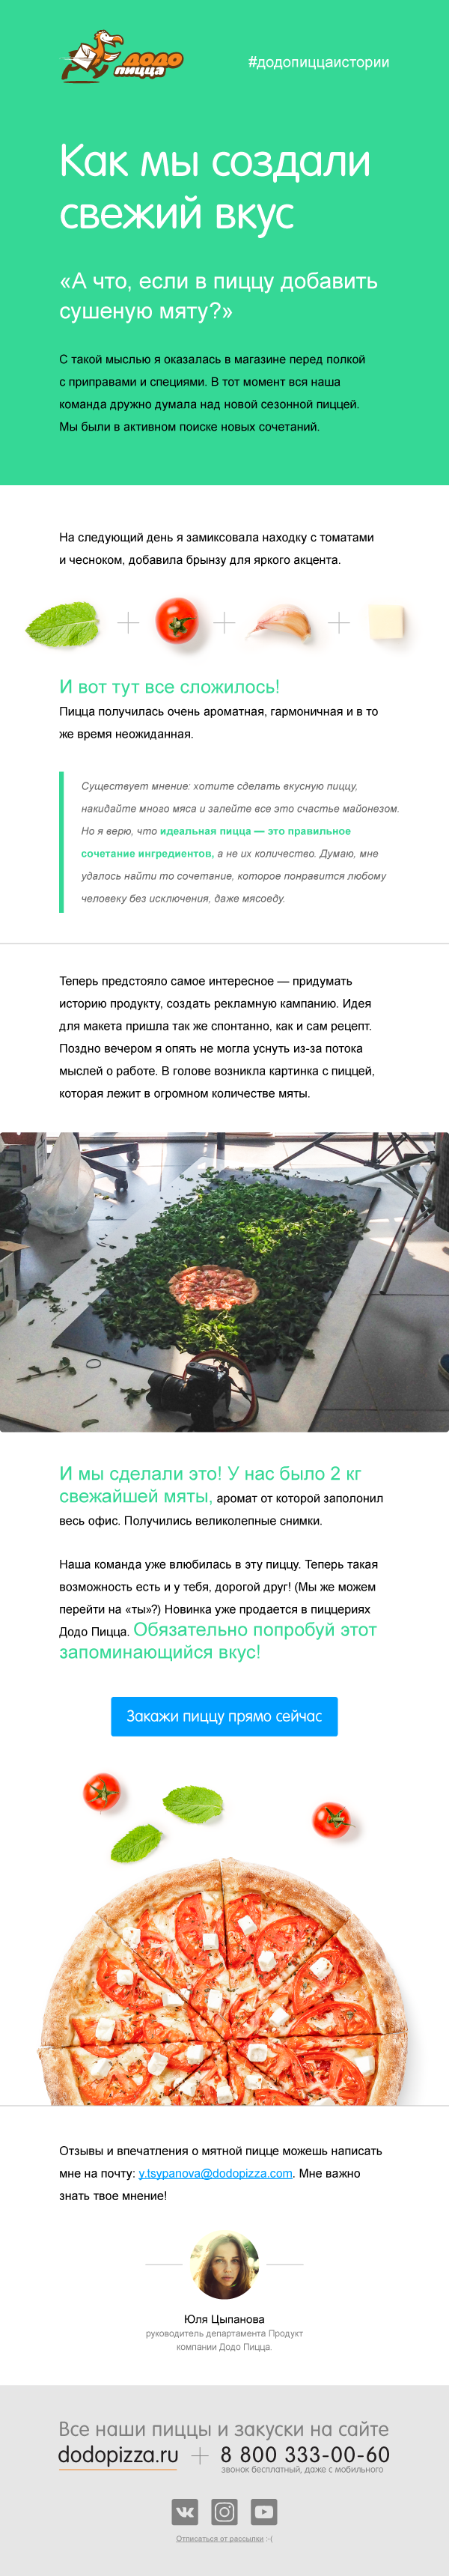 ДОДО
ПИЦЦА
#додопиццаистории
Как мы создали
свежий вкус
«А что, если в пиццу добавить
сушеную мяту?»
С такой мыслью я оказалась в магазине перед полкой
с приправами и специями. В тот момент вся наша
команда дружно думала над новой сезонной пиццей.
Мы были в активном поиске новых сочетаний.
На следующий день я замиксовала находку с томатами
и чесноком, добавила брынзу для яркого акцента.
И вот тут все сложилось!
Пицца получилась очень ароматная, гармоничная и в то
же время неожиданная.
Существует мнение: хотите сделать вкусную пиццу,
накидайте много мяса и залейте все это счастье майонезом.
Но я верю, что идеальная пицца — это правильное
сочетание ингредиентов, а не их количество. Думаю, мне
удалось найти то сочетание, которое понравится любому
человеку без исключения, даже мясоеду.
Теперь предстояло самое интересное — придумать
историю продукту, создать рекламную кампанию. Идея
для макета пришла так же спонтанно, как и сам рецепт.
Поздно вечером я опять не могла уснуть из-за потока
мыслей о работе. В голове возникла картинка с пиццей,
которая лежит в огромном количестве мяты.
И мы сделали это! У нас было 2 кг
свежайшей мяты, аромат от которой заполонил
весь офис. Получились великолепные снимки.
Наша команда уже влюбилась в эту пиццу. Теперь такая
возможность есть и у тебя, дорогой друг! (Мы же можем
перейти на «ты»?) Новинка уже продается в пиццериях
Додо Пицца. Обязательно попробуй этот
запоминающийся вкус!
Закажи пиццу прямо сейчас
Отзывы и впечатления о мятной пицце можешь написать
мне на почту: y.tsypanova@dodopizza.com. Мне важно
знать твое мнение!
Юля Цыпанова
руководитель департамента Продукт
компании Додо Пицца.
Все наши пиццы и закуски на сайте
dodopizza.ru + 8 800 333-00-60
звонок бесплатный, даже с мобильного
Отписаться от рассылки :-(